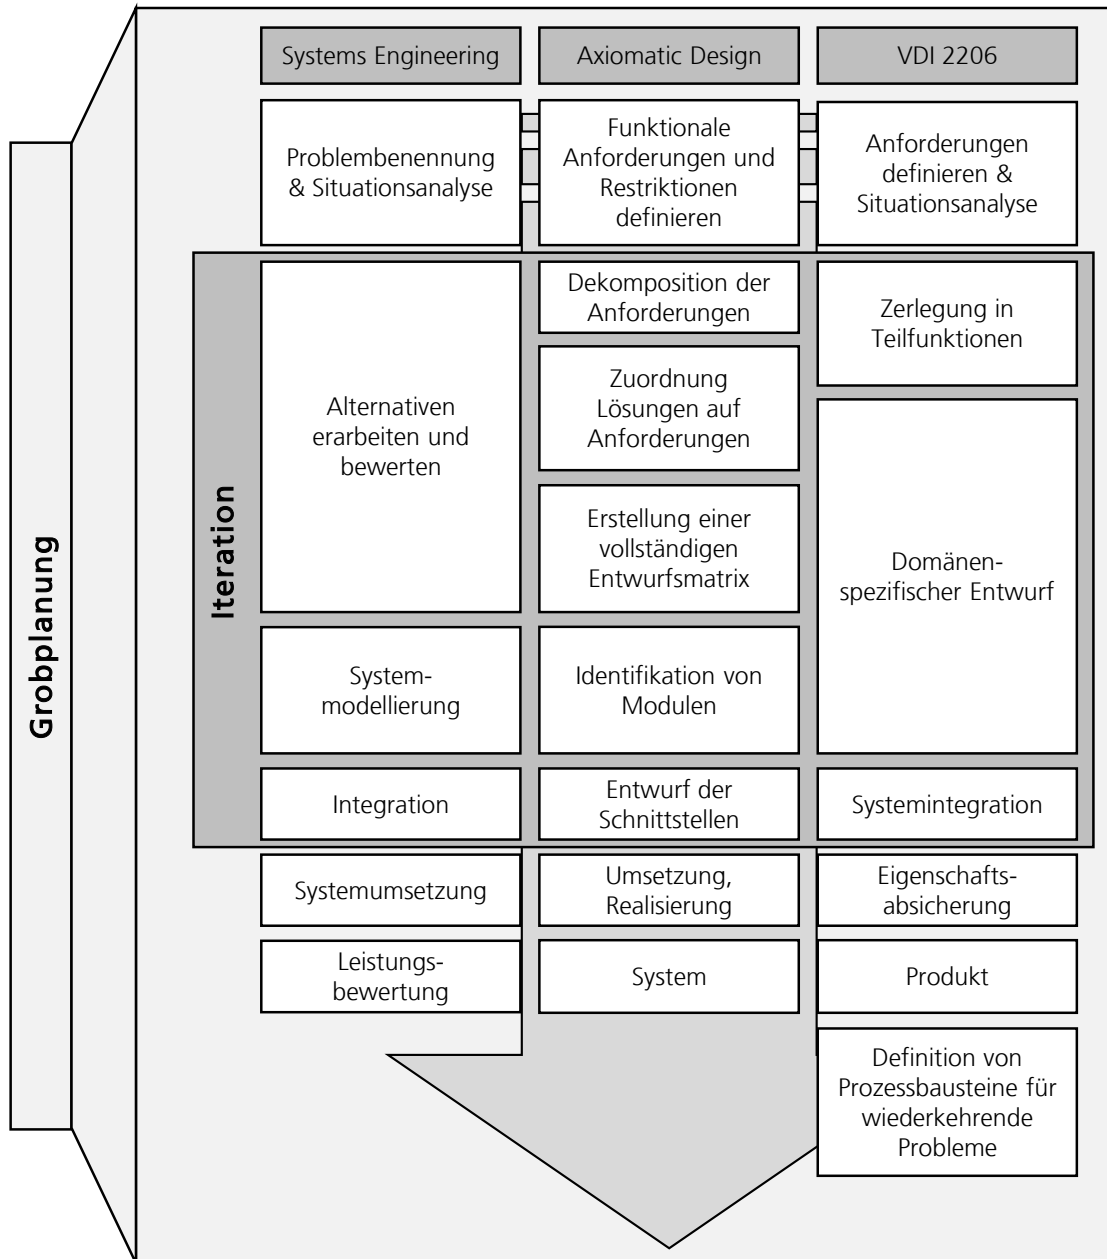 Systems Engineering
Axiomatic Design
VDI 2206
Problembenennung
& Situationsanalyse
Funktionale
Anforderungen und
Restriktionen
definieren
Anforderungen
definieren &
Situationsanalyse
Grobplanung
Iteration
Alternativen
erarbeiten und
bewerten
Dekomposition der
Anforderungen
Zerlegung in
Teilfunktionen
Zuordnung
Lösungen auf
Anforderungen
Erstellung einer
vollständigen
Entwurfsmatrix
Domänen-
spezifischer Entwurf
System-
modellierung
Identifikation von
Modulen
Integration
Entwurf der
Schnittstellen
Systemintegration
Systemumsetzung
Umsetzung,
Realisierung
Eigenschafts-
absicherung
Leistungs-
bewertung
System
Produkt
Definition von
Prozessbausteine für
wiederkehrende
Probleme